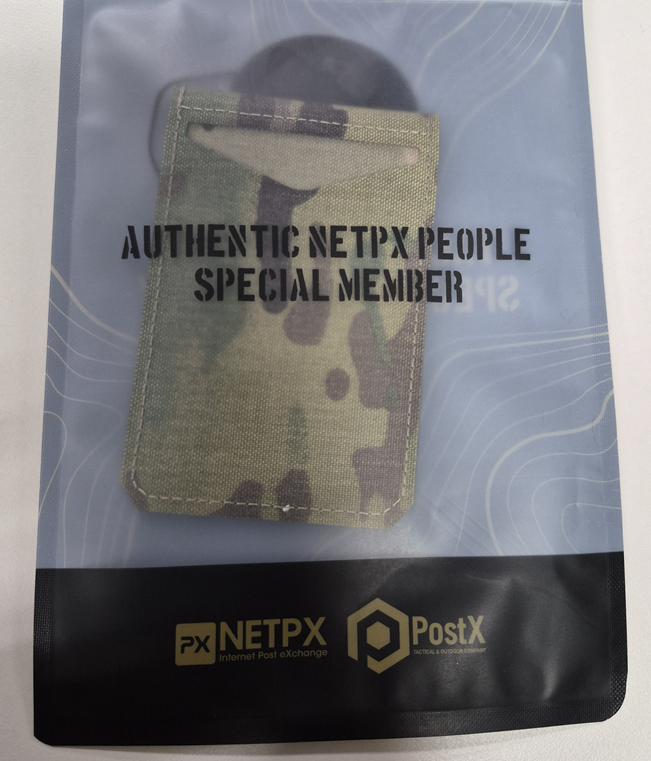 AUTHENTIC NETPX PEOPLE
SPECIAL MEMBER
PX NETPX
Internet Post eXchange
PostX
TACTICAL & OUTDOOR COMPANY